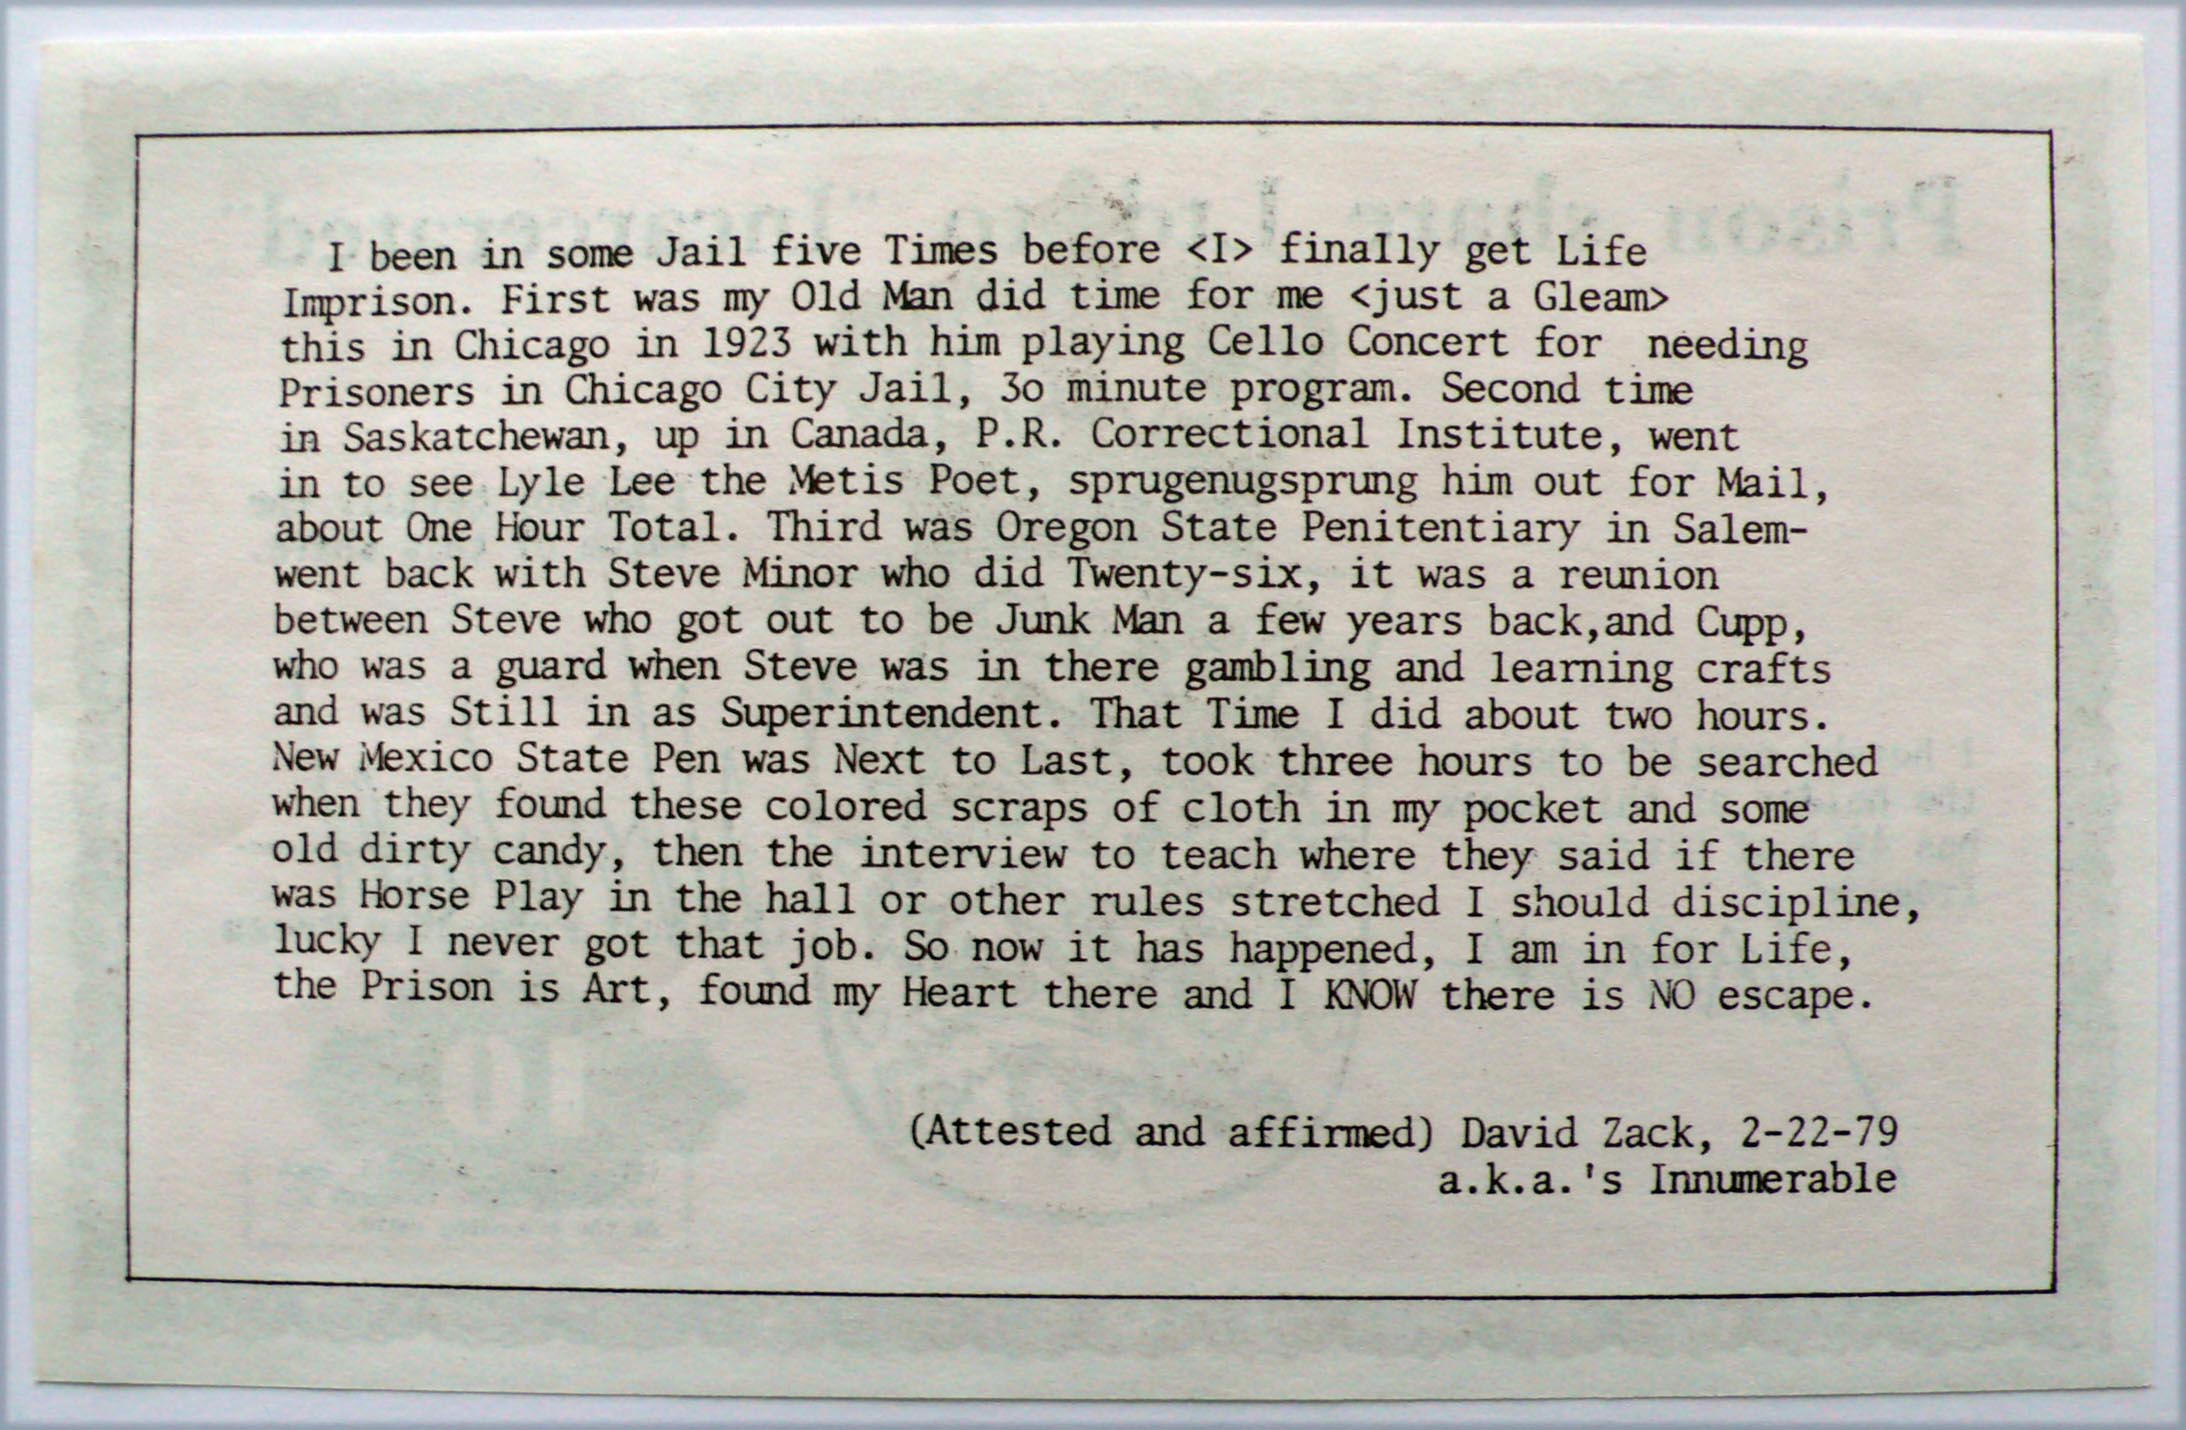 I been in some Jail five Times before <I> finally get Life
Imprison. First was my Old Man did time for me <just a Gleam>
this in Chicago in 1923 with him playing Cello Concert for needing
Prisoners in Chicago City Jail, 3o minute program. Second time
in Saskatchewan, up in Canada, P.R. Correctional Institute, went
in to see Lyle Lee the Metis Poet, sprugenugsprung him out for Mail,
about One Hour Total. Third was Oregon State Penitentiary in Salem-
went back with Steve Minor who did Twenty-six, it was a reunion
between Steve who got out to be Junk Man a few years back,and Cupp,
who was a guard when Steve was in there gambling and learning crafts
and was Still in as Superintendent. That Time I did about two hours.
New Mexico State Pen was Next to Last, took three hours to be searched
when they found these colored scraps of cloth in my pocket and some
old dirty candy, then the interview to teach where they said if there
was Horse Play in the hall or other rules stretched I should discipline,
lucky I never got that job. So now it has happened, I am in for Life,
the Prison is Art, found my Heart there and I KNOW there is NO escape.
(Attested and affirmed) David Zack, 2-22-79
a.k.a.'s Innumerable